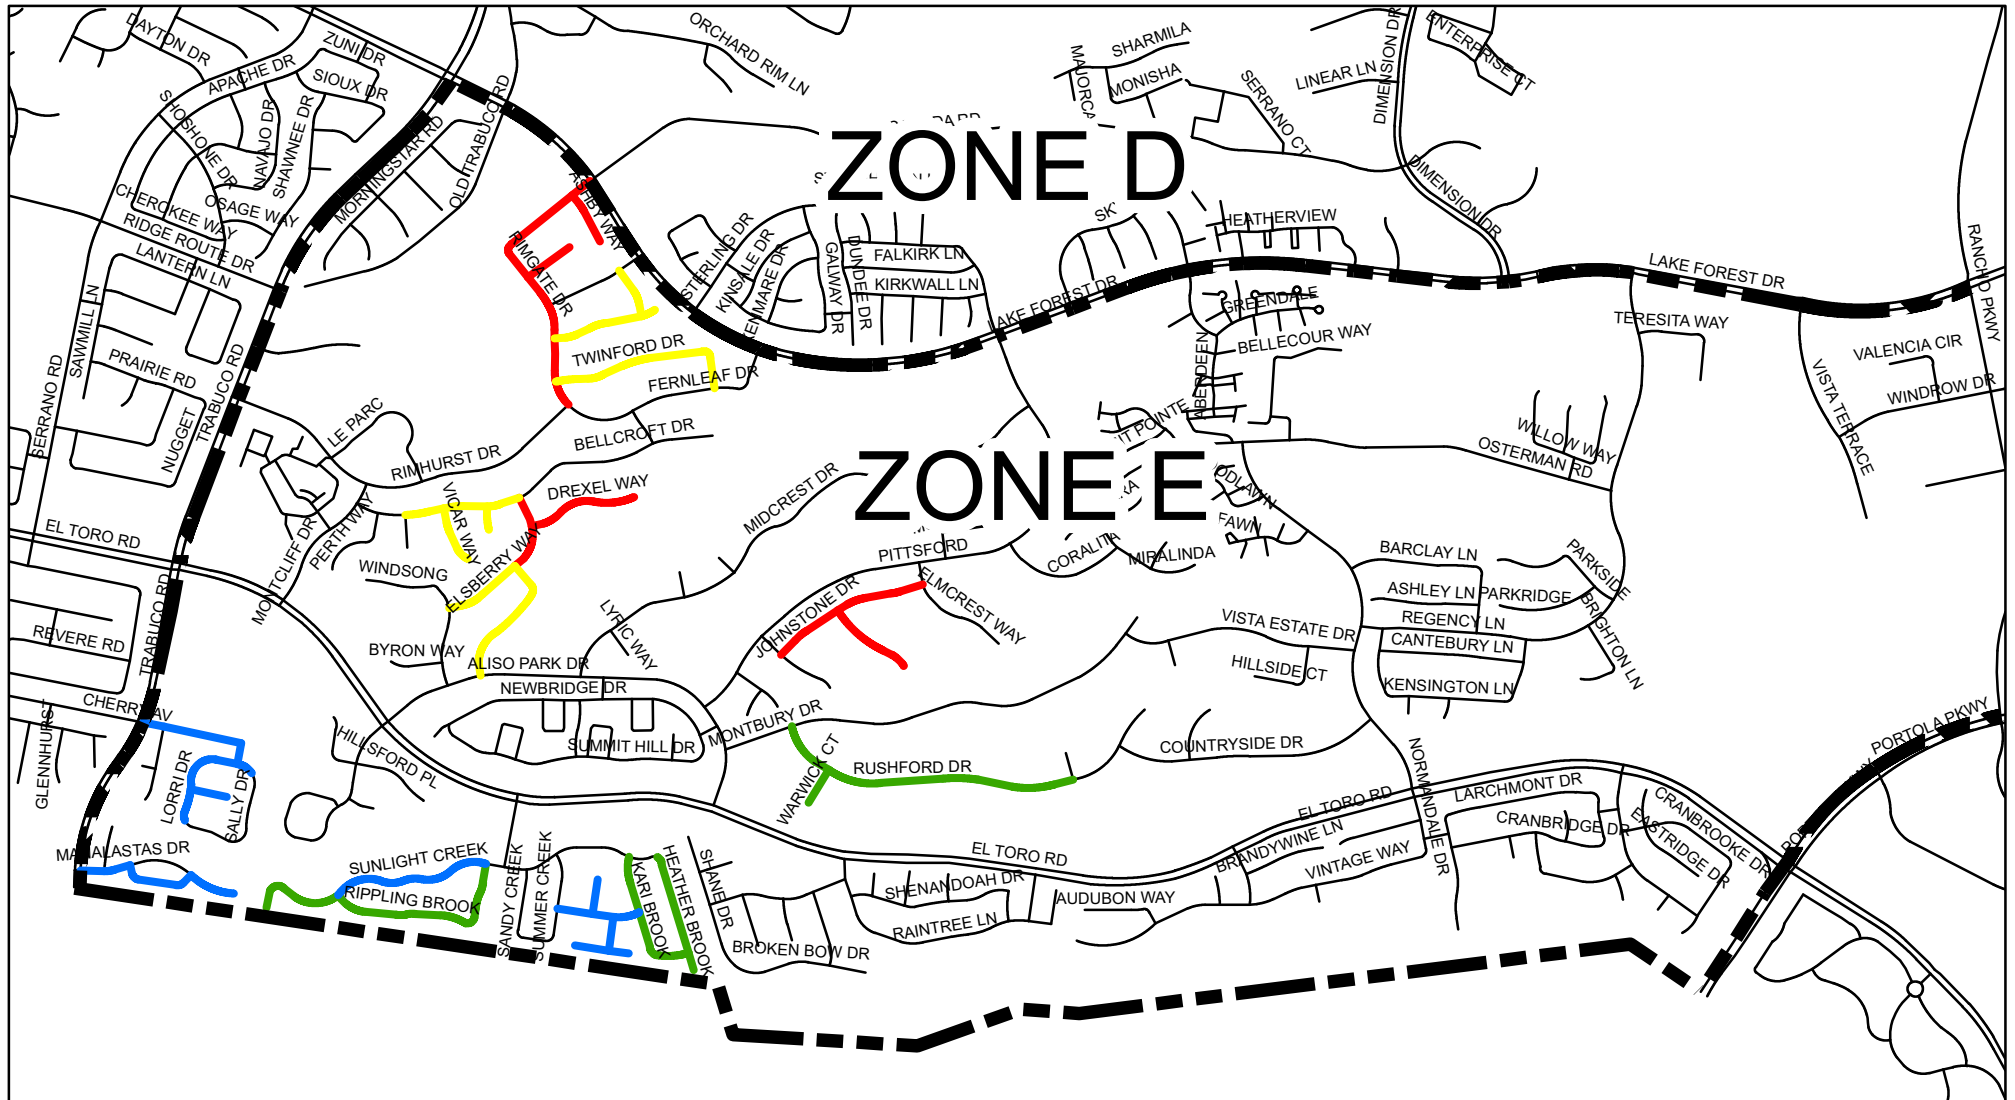 DAYTON DR
ZUNI DR
ORCHARD RIM LN
SHARMILA
MAJORCA
MONISHA
SERRANO CT
LINEAR LN
DIMENSION DR
ENTERPRISE CT
APACHE DR
SIOUX DR
SHOSHONE DR
NAVAJO DR
SHAWNEE DR
MORNINGSTAR RD
OLD TRABUCO RD
ZONE D
DIMENSION DR
CHEROKEE WAY
OSAGE WAY
RIDGE ROUTE DR
LANTERN LN
ASHBY WAY
RIMGATE DR
STERLING DR
KINSALE DR
KENMARE DR
GALWAY DR
DUNDEE DR
FALKIRK LN
KIRKWALL LN
HEATHERVIEW
LAKE FOREST DR
LAKE FOREST DR
RANCHO PKWY
GREENDALE
BELLECOUR WAY
ABERDEEN
TERESITA WAY
VALENCIA CIR
WINDROW DR
VISTA TERRACE
SAWMILL LN
SERRANO RD
PRAIRIE RD
NUGGET
TRABUCO RD
TWINFORD DR
FERNLEAF DR
LE PARC
BELLCROFT DR
RIMHURST DR
DREXEL WAY
VICAR WAY
MIDCREST DR
ZONE E
WILLOW WAY
OSTERMAN RD
EL TORO RD
MONTCLIFF DR
PERTH WAY
WINDSONG
ELSBERRY WAY
PITTSFORD
CORALITA
MIRALINDA
FAWN
BARCLAY LN
PARKSIDE
ASHLEY LN
PARKRIDGE
REGENCY LN
BRIGHTON LN
CANTEBURY LN
KENSINGTON LN
TRABUCO RD
REVERE RD
LYRIC WAY
JOHNSTONE DR
ELMCREST WAY
VISTA ESTATE DR
HILLSIDE CT
BYRON WAY
ALISO PARK DR
NEWBRIDGE DR
CHERRY AV
GLENNHURST
HILLSFORD PL
SUMMIT HILL DR
MONTBURY DR
WARWICK CT
RUSHFORD DR
COUNTRYSIDE DR
NORMANDALE DR
PORTOLA PKWY
LORRI DR
SALLY DR
EL TORO RD
LARCHMONT DR
CRANBRIDGE DR
CRANBROOKE DR
EASTRIDGE DR
BRANDYWINE LN
VINTAGE WAY
SUNLIGHT CREEK
RIPPLING BROOK
SANDY CREEK
SUMMER CREEK
KARI BROOK
HEATHER BROOK
SHANE DR
BROKEN BOW DR
EL TORO RD
SHENANDOAH DR
RAINTREE LN
AUDUBON WAY